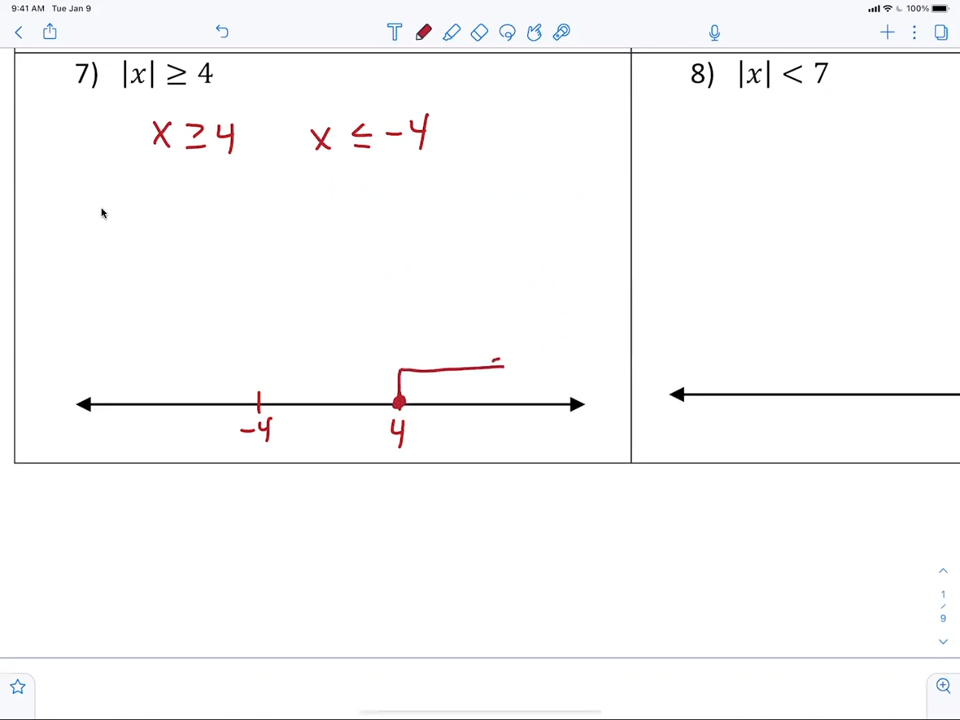 9:41 AM Tue Jan 9
100%
7) |x| ≥ 4
8) |x| < 7
x ≥ 4 x ≤ -4
-4 4
1
/
9